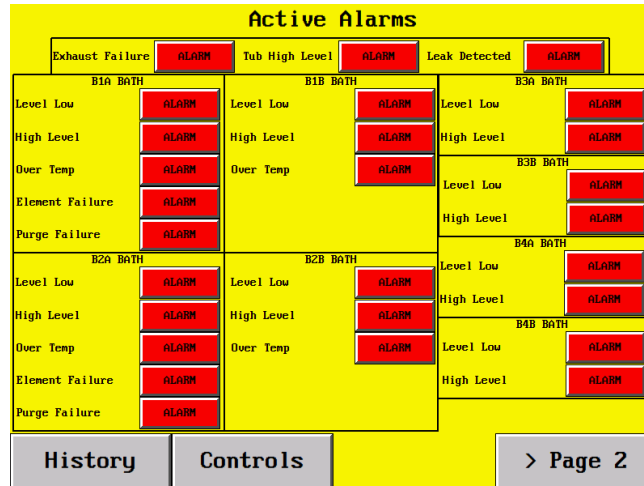 Active Alarms
Exhaust Failure ALARM Tub High Level ALARM Leak Detected ALARM
B1A BATH
Level Low ALARM
High Level ALARM
Over Temp ALARM
Element Failure ALARM
Purge Failure ALARM
B1B BATH
Level Low ALARM
High Level ALARM
Over Temp ALARM
B3A BATH
Level Low ALARM
High Level ALARM
B3B BATH
Level Low ALARM
High Level ALARM
B2A BATH
Level Low ALARM
High Level ALARM
Over Temp ALARM
Element Failure ALARM
Purge Failure ALARM
B2B BATH
Level Low ALARM
High Level ALARM
Over Temp ALARM
B4A BATH
Level Low ALARM
High Level ALARM
B4B BATH
Level Low ALARM
High Level ALARM
History Controls > Page 2